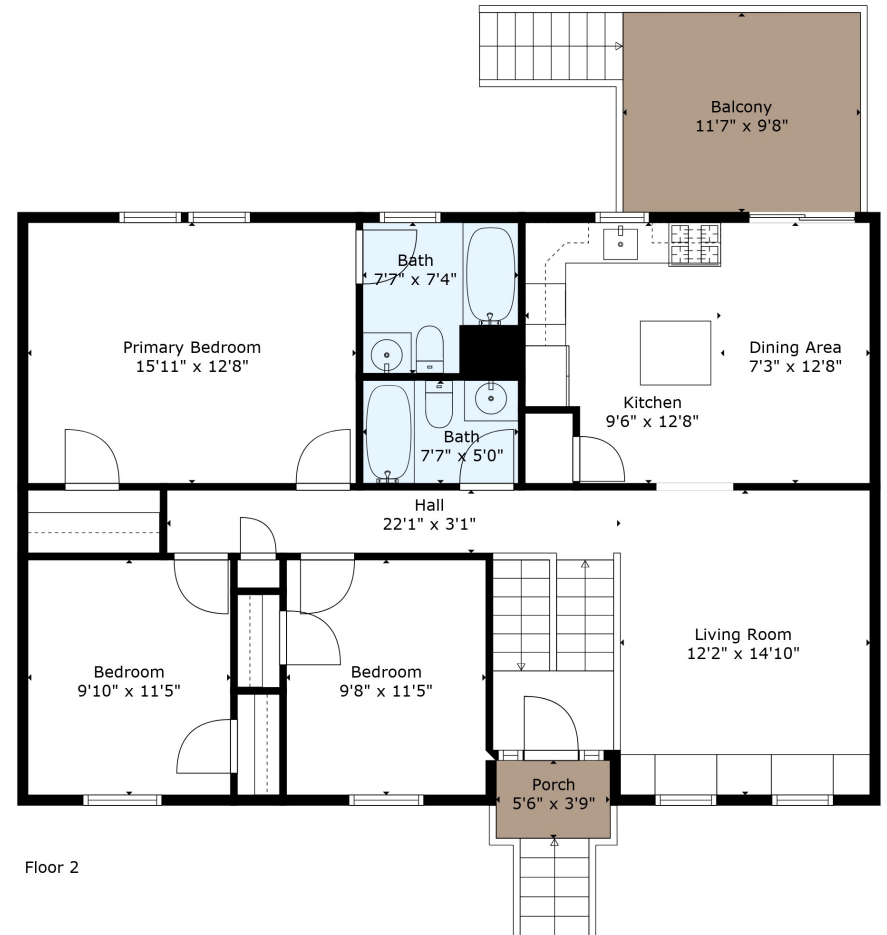 Balcony
11'7" x 9'8"
Bath
7'7" x 7'4"
Primary Bedroom
15'11" x 12'8"
Dining Area
7'3" x 12'8"
Kitchen
9'6" x 12'8"
Bath
7'7" x 5'0"
Hall
22'1" x 3'1"
Living Room
12'2" x 14'10"
Bedroom
9'10" x 11'5"
Bedroom
9'8" x 11'5"
Porch
5'6" x 3'9"
Floor 2